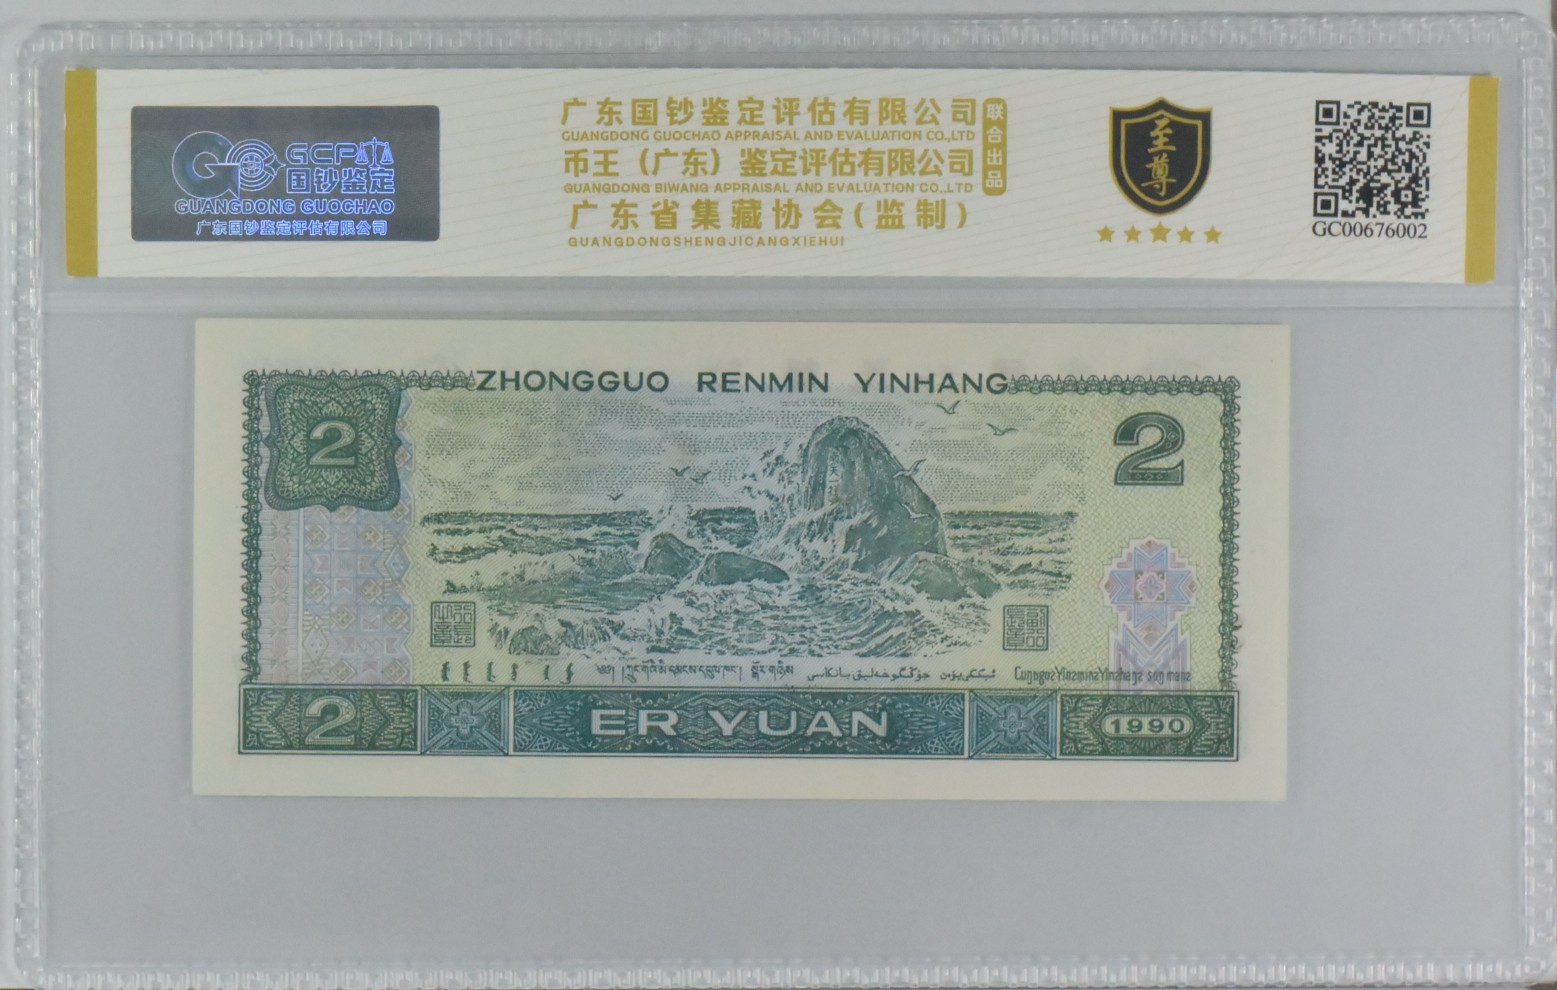 GCP
国钞鉴定
GUANGDONG GUOCHAO
广东国钞鉴定评估有限公司
广东国钞鉴定评估有限公司
GUANGDONG GUOCHAO APPRAISAL AND EVALUATION CO.,LTD
币王（广东）鉴定评估有限公司
GUANGDONG BIWANG APPRAISAL AND EVALUATION CO.,LTD
广东省集藏协会(监制)
GUANGDONGSHENGJICANGXIEHUI
联合出品
至尊
GC00676002
ZHONGGUO RENMIN YINHANG
2
2
2
ER YUAN
1990